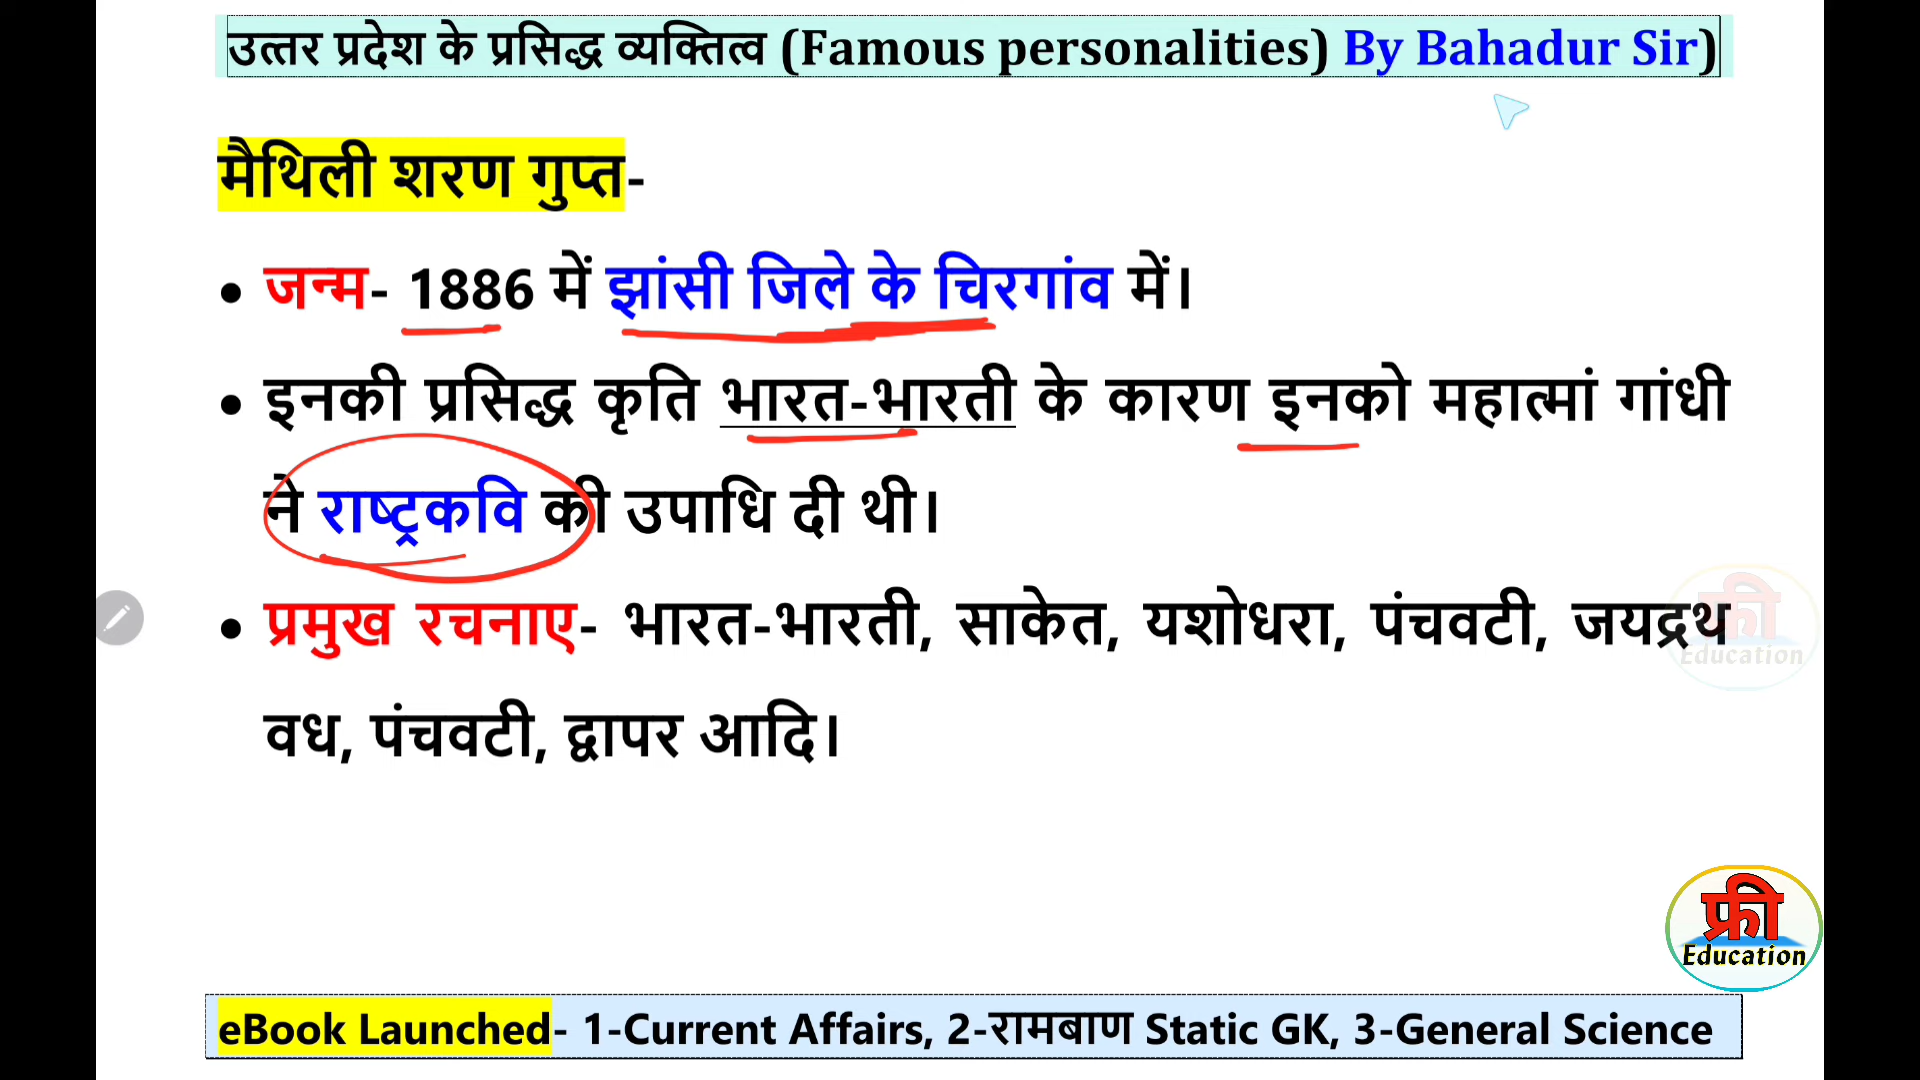 उत्तर प्रदेश के प्रसिद्ध व्यक्तित्व (Famous personalities) By Bahadur Sir)
मैथिली शरण गुप्त-
• जन्म- 1886 में झांसी जिले के चिरगांव में।
• इनकी प्रसिद्ध कृति भारत-भारती के कारण इनको महात्मां गांधी
ने राष्ट्रकवि की उपाधि दी थी।
• प्रमुख रचनाए- भारत-भारती, साकेत, यशोधरा, पंचवटी, जयद्रथ
वध, पंचवटी, द्वापर आदि।
फ्री
Education
फ्री
Education
eBook Launched- 1-Current Affairs, 2-रामबाण Static GK, 3-General Science